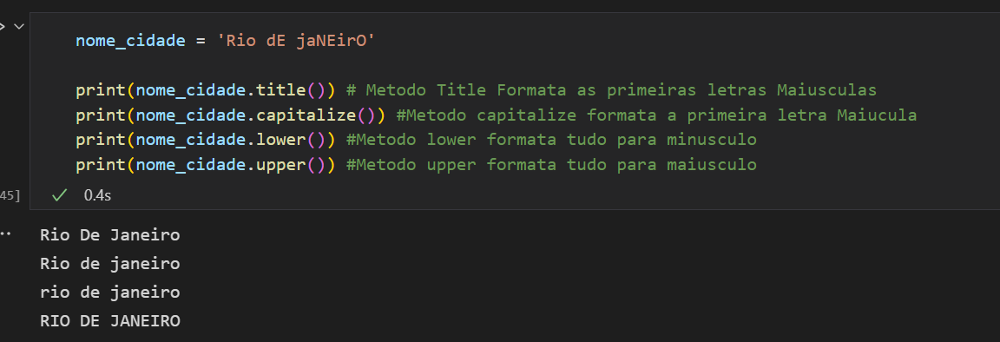 nome_cidade = 'Rio dE jaNEirO'
print(nome_cidade.title()) # Metodo Title Formata as primeiras letras Maiusculas
print(nome_cidade.capitalize()) #Metodo capitalize formata a primeira letra Maiucula
print(nome_cidade.lower()) #Metodo lower formata tudo para minusculo
print(nome_cidade.upper()) #Metodo upper formata tudo para maiusculo
45] 0.4s
Rio De Janeiro
Rio de janeiro
rio de janeiro
RIO DE JANEIRO